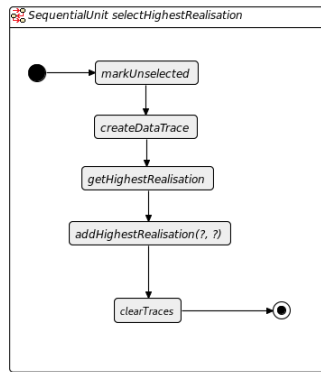 SequentialUnit selectHighestRealisation
markUnselected
createDataTrace
getHighestRealisation
addHighestRealisation(?, ?)
clearTraces